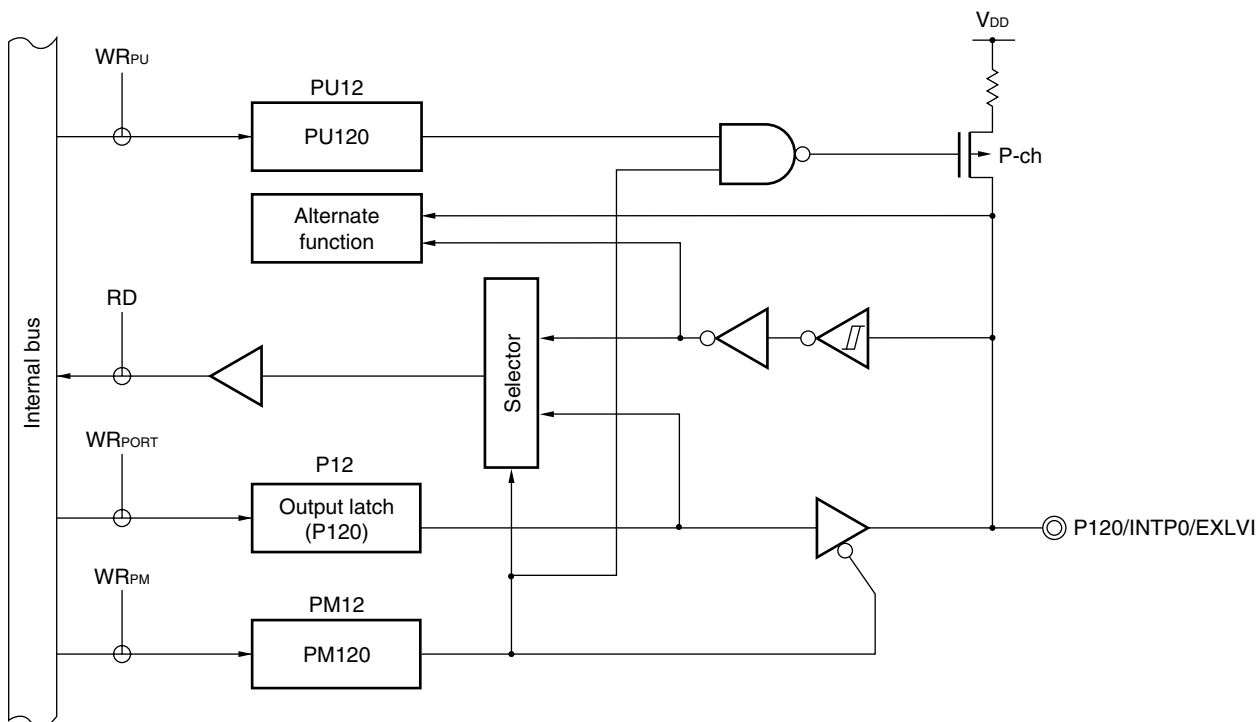 VDD
WRPU
PU12
PU120
P-ch
Alternate
function
RD
Selector
Internal bus
WRPORT
P12
Output latch
(P120)
P120/INTP0/EXLVI
WRPM
PM12
PM120